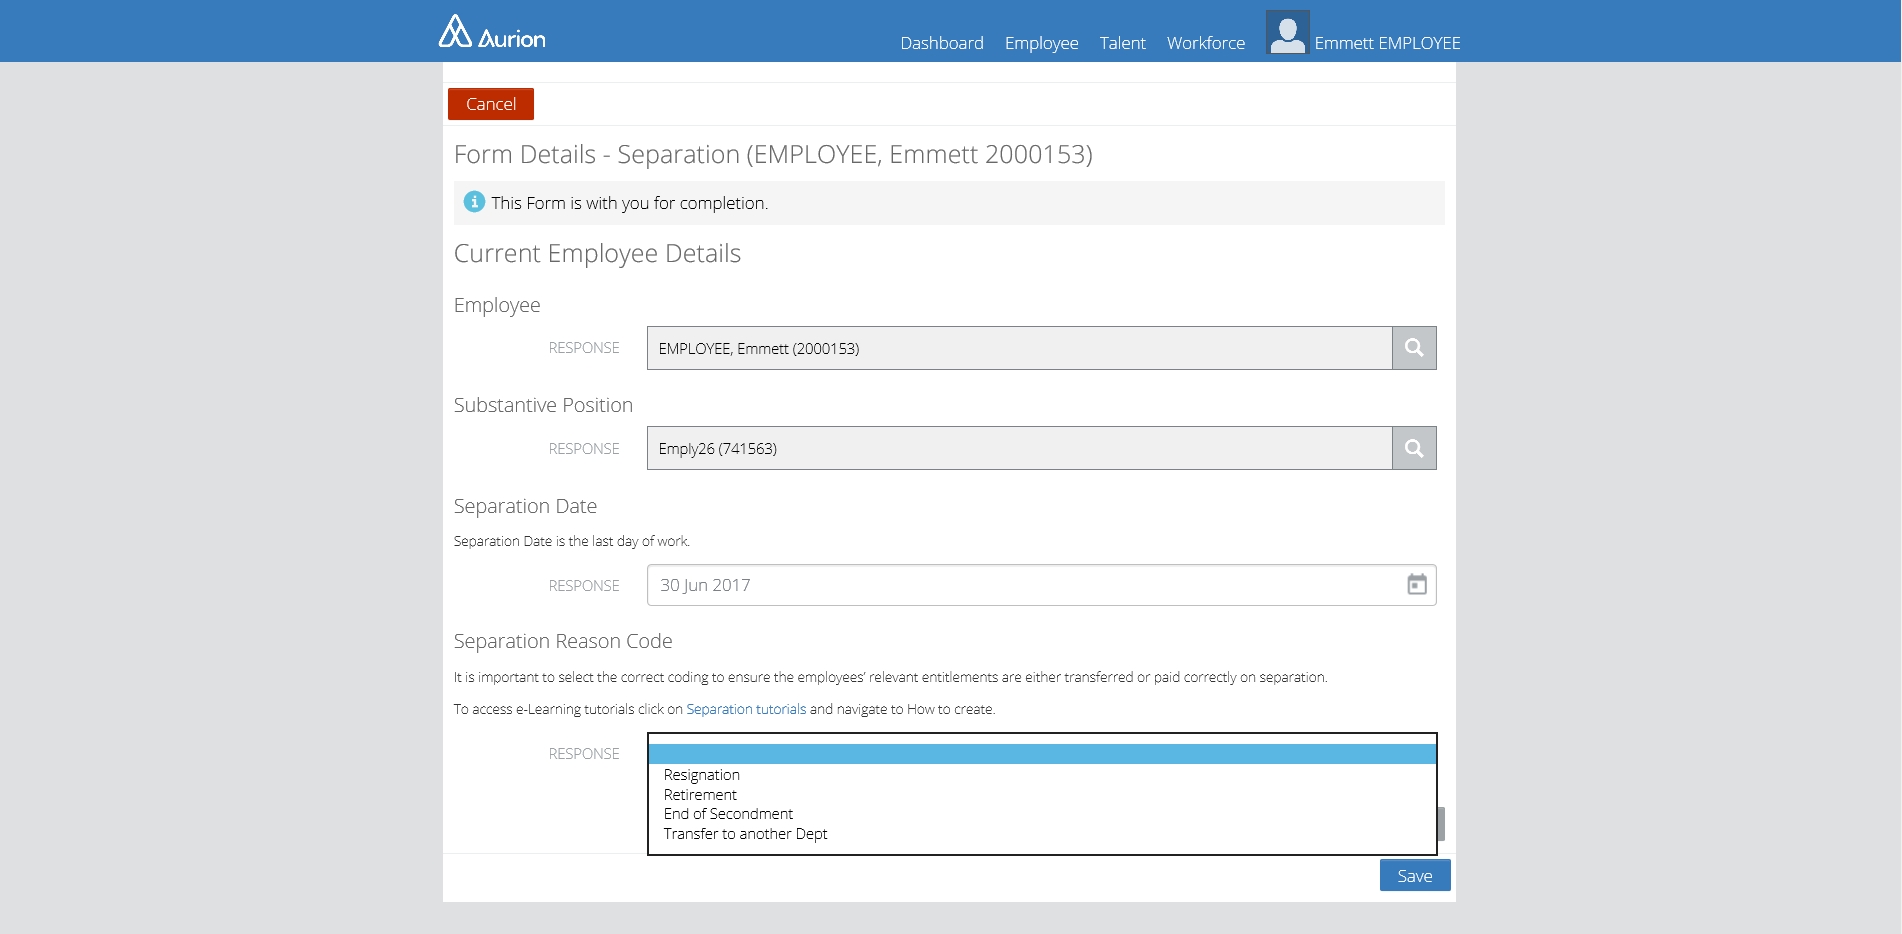 Aurion
Dashboard Employee Talent Workforce Emmett EMPLOYEE
Cancel
Form Details - Separation (EMPLOYEE, Emmett 2000153)
This Form is with you for completion.
Current Employee Details
Employee
RESPONSE EMPLOYEE, Emmett (2000153)
Substantive Position
RESPONSE Emply26 (741563)
Separation Date
Separation Date is the last day of work.
RESPONSE 30 Jun 2017
Separation Reason Code
It is important to select the correct coding to ensure the employees’ relevant entitlements are either transferred or paid correctly on separation.
To access e-Learning tutorials click on Separation tutorials and navigate to How to create.
RESPONSE
Resignation
Retirement
End of Secondment
Transfer to another Dept
Save